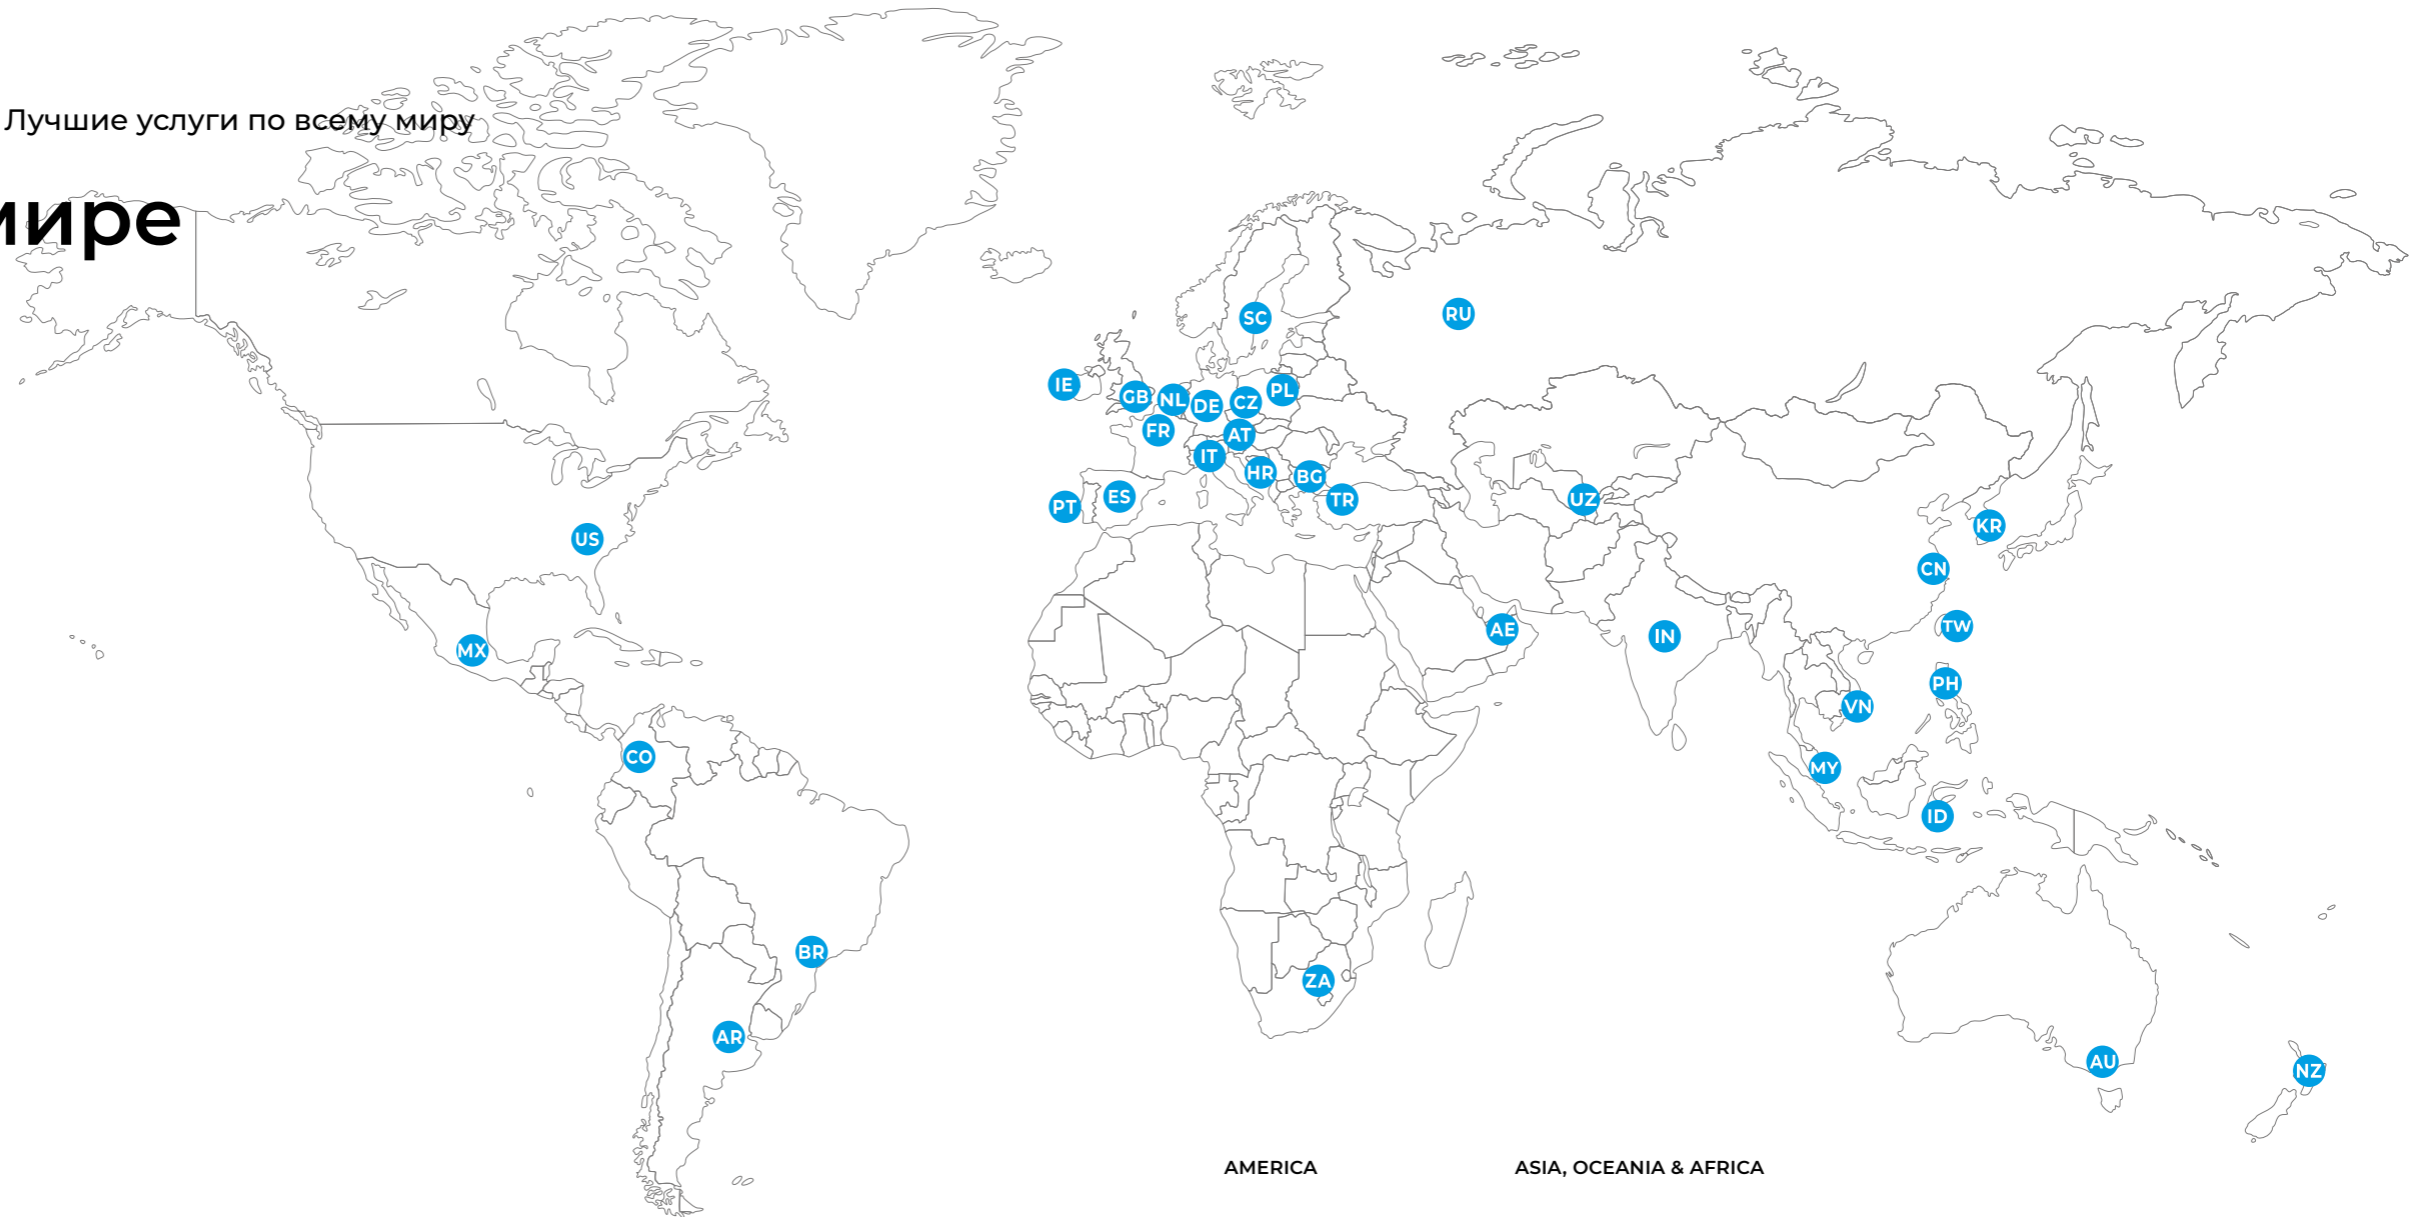 Лучшие услуги по всему миру
мире
SC
RU
IE
GB
NL
DE
CZ
PL
FR
AT
IT
HR
BG
PT
ES
TR
UZ
US
KR
CN
MX
AE
IN
TW
PH
VN
CO
MY
ID
BR
ZA
AR
AU
NZ
AMERICA
ASIA, OCEANIA & AFRICA